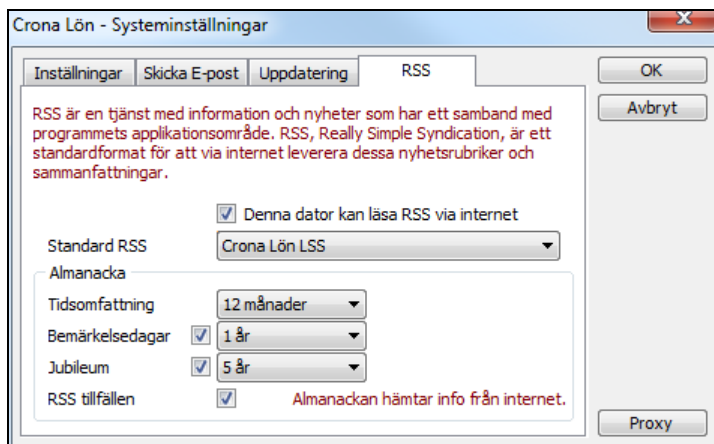 Crona Lön - Systeminställningar
Inställningar Skicka E-post Uppdatering RSS
OK
Avbryt
RSS är en tjänst med information och nyheter som har ett samband med
programmets applikationsområde. RSS, Really Simple Syndication, är ett
standardformat för att via internet leverera dessa nyhetsrubriker och
sammanfattningar.
Denna dator kan läsa RSS via internet
Standard RSS Crona Lön LSS
Almanacka
Tidsomfattning 12 månader
Bemärkelsedagar 1 år
Jubileum 5 år
RSS tillfällen Almanackan hämtar info från internet.
Proxy